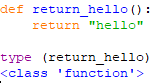 def return_hello():
    return "hello"

type (return_hello)
<class 'function'>